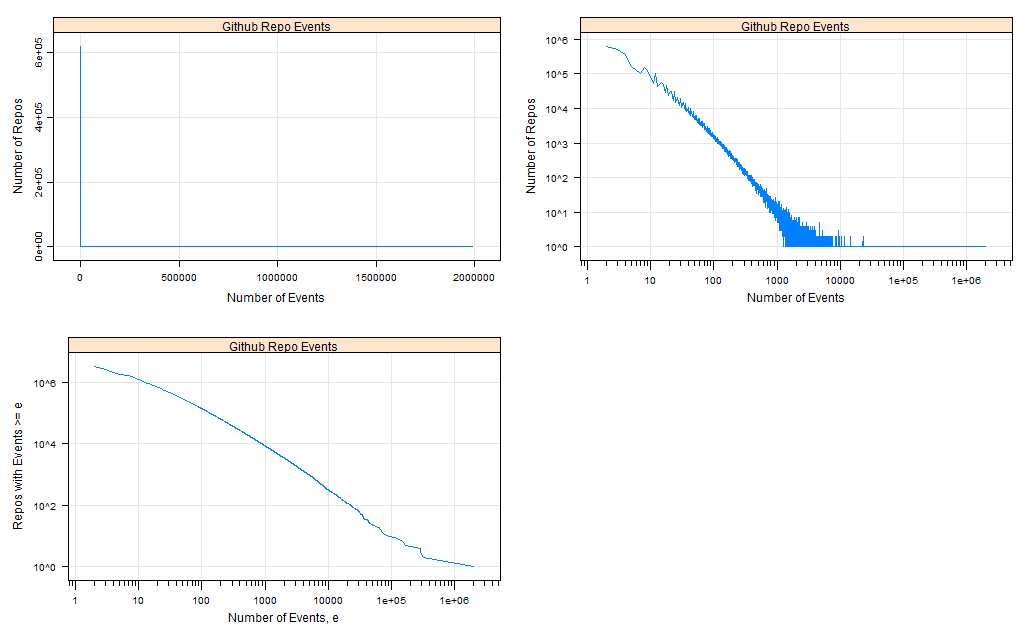 Github Repo Events
Number of Repos
6e+05
4e+05
2e+05
0e+00
0 500000 1000000 1500000 2000000
Number of Events
Github Repo Events
Number of Repos
10^6
10^5
10^4
10^3
10^2
10^1
10^0
1 10 100 1000 10000 1e+05 1e+06
Number of Events
Github Repo Events
Repos with Events >= e
10^6
10^4
10^2
10^0
1 10 100 1000 10000 1e+05 1e+06
Number of Events, e